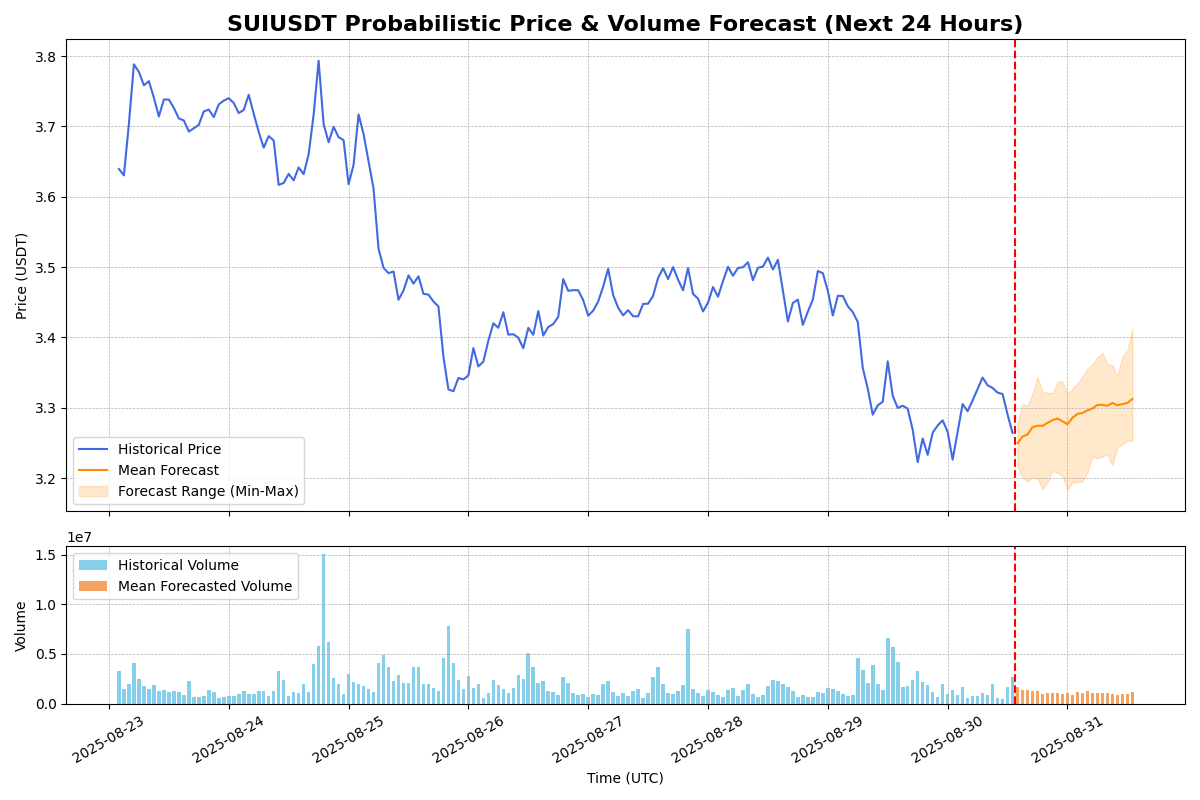 SUIUSDT Probabilistic Price & Volume Forecast (Next 24 Hours)
3.8
3.7
3.6
3.5
3.4
3.3
3.2
Price (USDT)
Historical Price
Mean Forecast
Forecast Range (Min-Max)
1e7
1.5
1.0
0.5
0.0
Volume
Historical Volume
Mean Forecasted Volume
2025-08-23
2025-08-24
2025-08-25
2025-08-26
2025-08-27
2025-08-28
2025-08-29
2025-08-30
2025-08-31
Time (UTC)